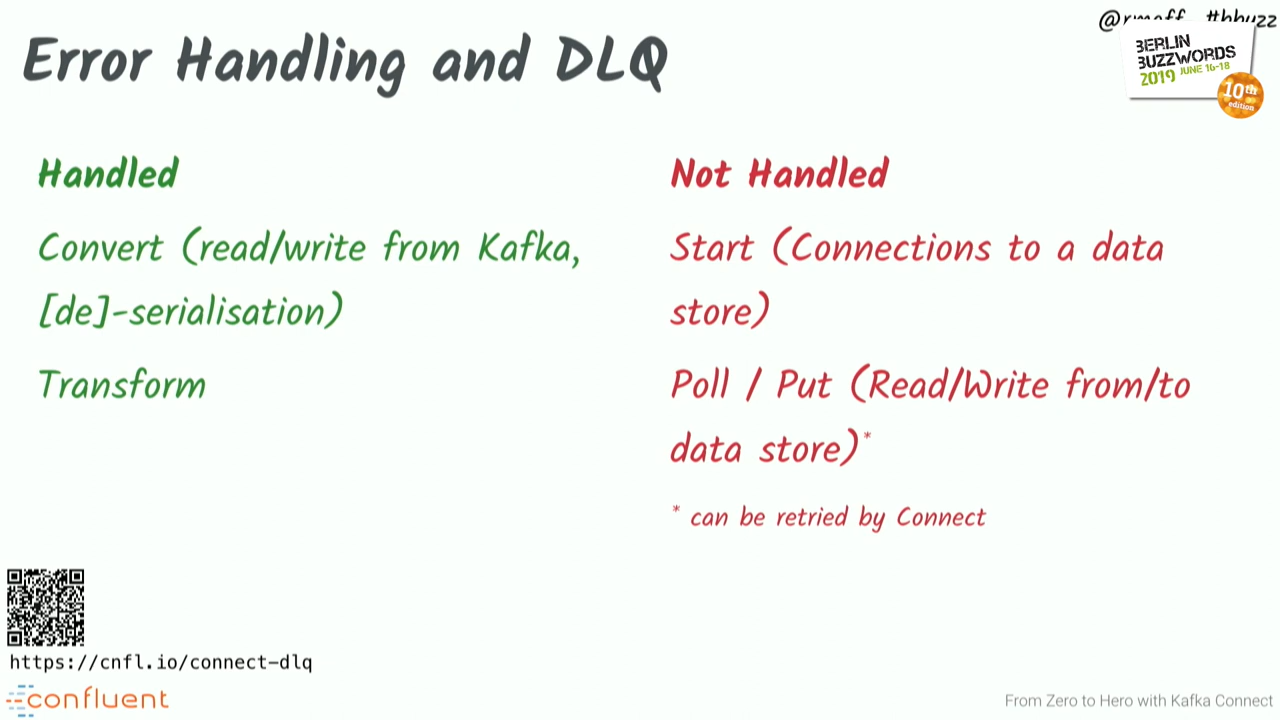 @rmoff #bbuzz
Error Handling and DLQ
BERLIN
BUZZWORDS
2019 JUNE 16-18
10th
edition
Handled
Convert (read/write from Kafka,
[de]-serialisation)
Transform
Not Handled
Start (Connections to a data
store)
Poll / Put (Read/Write from/to
data store)*
* can be retried by Connect
https://cnfl.io/connect-dlq
confluent
From Zero to Hero with Kafka Connect